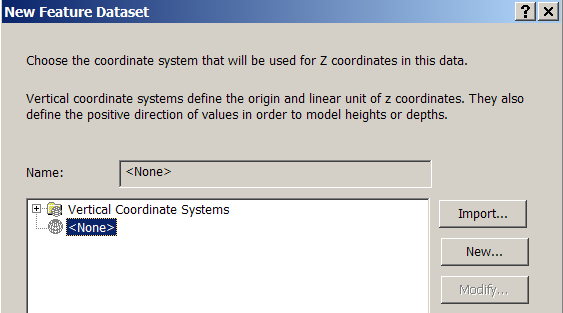 New Feature Dataset
Choose the coordinate system that will be used for Z coordinates in this data.
Vertical coordinate systems define the origin and linear unit of z coordinates. They also
define the positive direction of values in order to model heights or depths.
Name: <None>
Vertical Coordinate Systems
<None>
Import...
New...
Modify...